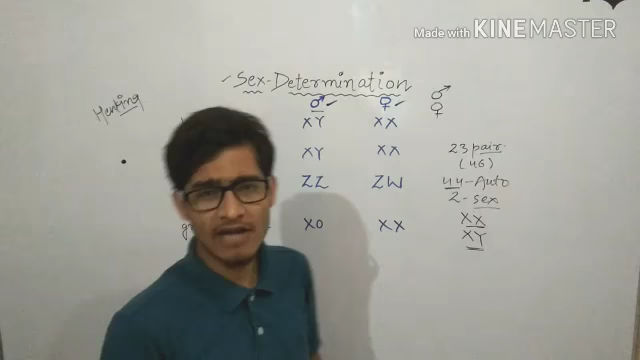 Made with KINEMASTER
Sex-Determination
♂ ♀
♂
♀
XY XX
XY XX
23 pair
(46)
ZZ ZW
44-Auto
2-sex
XX
XO XX
XY